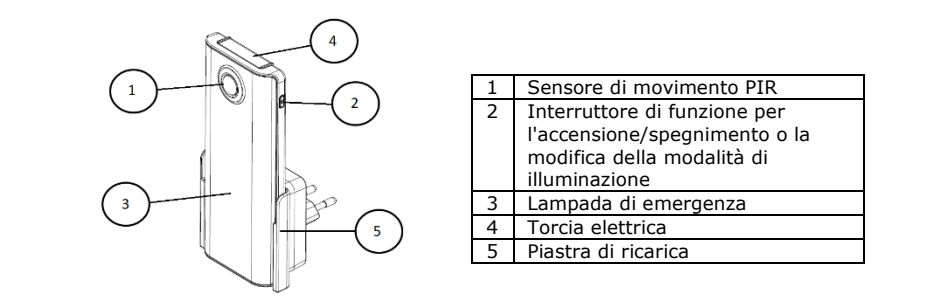 4
1
2
3
5
1 Sensore di movimento PIR
2 Interruttore di funzione per
l'accensione/spegnimento o la
modifica della modalità di
illuminazione
3 Lampada di emergenza
4 Torcia elettrica
5 Piastra di ricarica